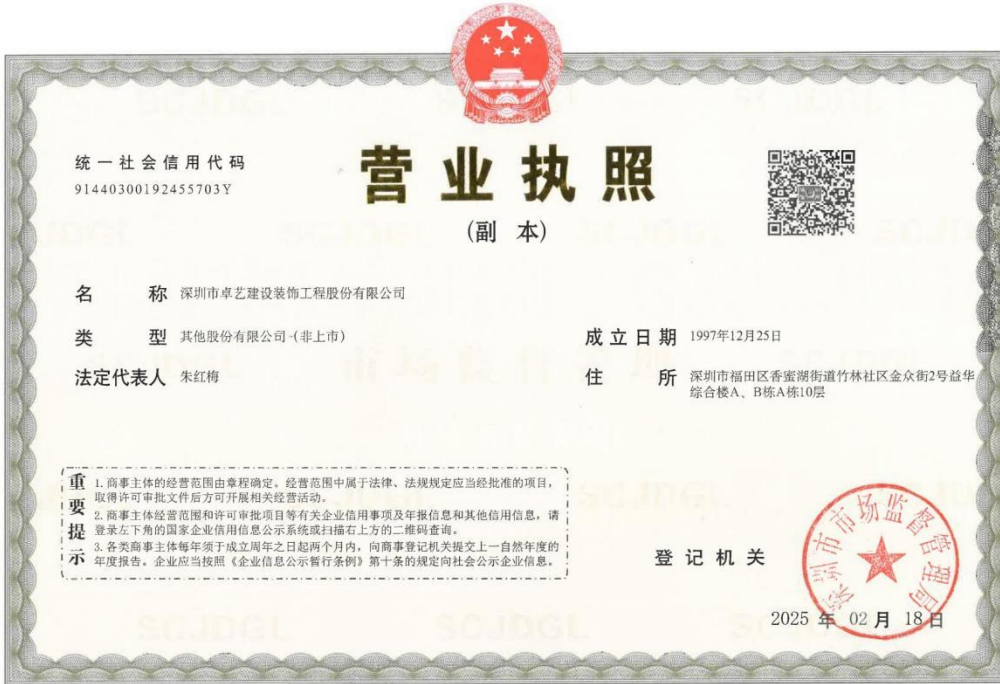 统一社会信用代码
91440300192455703Y
营业执照
(副 本)
名 称 深圳市卓艺建设装饰工程股份有限公司
类 型 其他股份有限公司-(非上市)
法定代表人 朱红梅
成立日期 1997年12月25日
住 所 深圳市福田区香蜜湖街道竹林社区金众街2号益华
综合楼A、B栋A栋10层
重要提示
1.商事主体的经营范围由章程确定。经营范围中属于法律、法规规定应当经批准的项目,
取得许可审批文件后方可开展相关经营活动。
2.商事主体经营范围和许可审批项目等有关企业信用事项及年报信息和其他信用信息,请
登录左下角的国家企业信用信息公示系统或扫描右上方的二维码查询。
3.各类商事主体每年须于成立周年之日起两个月内,向商事登记机关提交上一自然年度的
年度报告。企业应当按照《企业信息公示暂行条例》第十条的规定向社会公示企业信息。
登记机关
深圳市市场监督管理局
2025 年 02 月 18 日